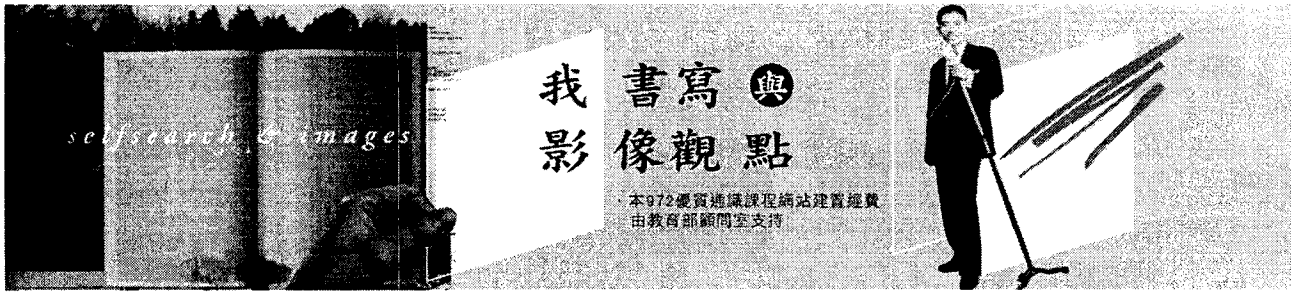 selfsearch & images
我 書寫與
影像觀點
·本972優質通識課程網站建置經費
由教育部顧問室支持